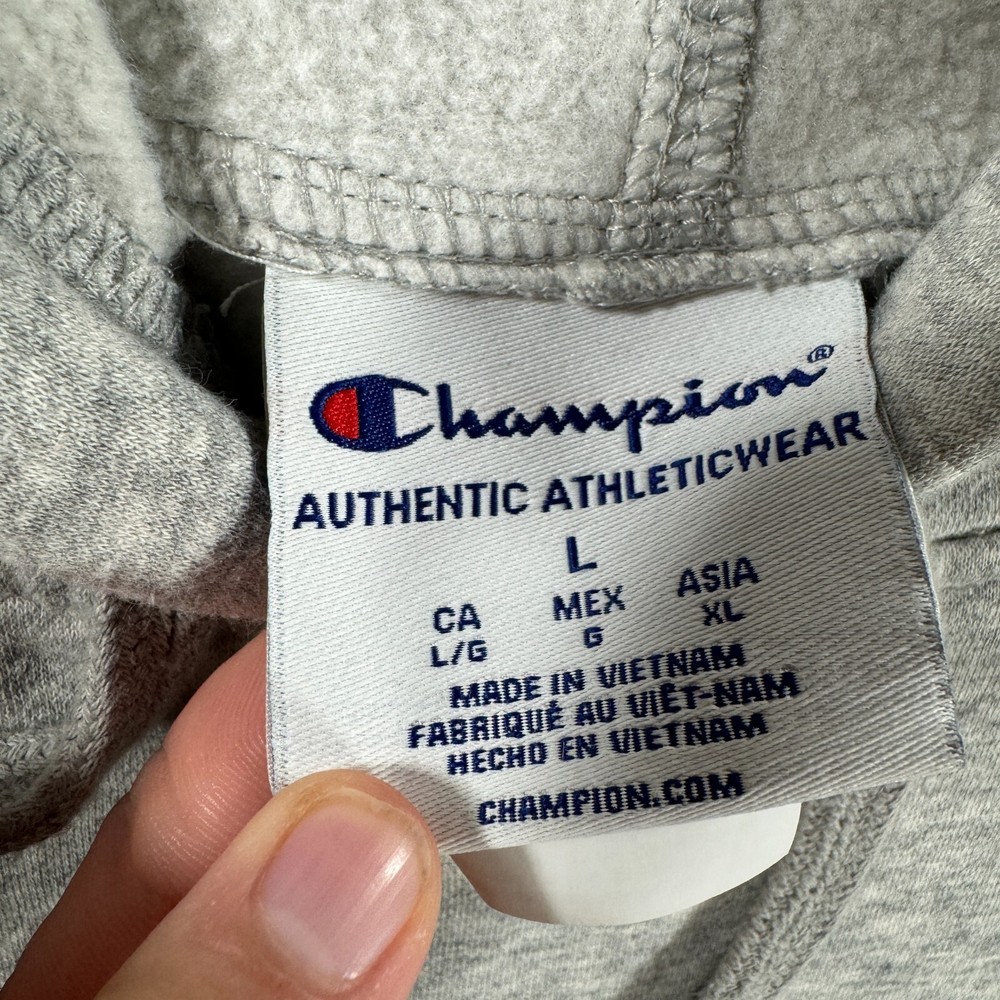 Champion®
AUTHENTIC ATHLETICWEAR
L
CA MEX ASIA
L/G G XL
MADE IN VIETNAM
FABRIQUÉ AU VIÊT-NAM
HECHO EN VIETNAM
CHAMPION.COM